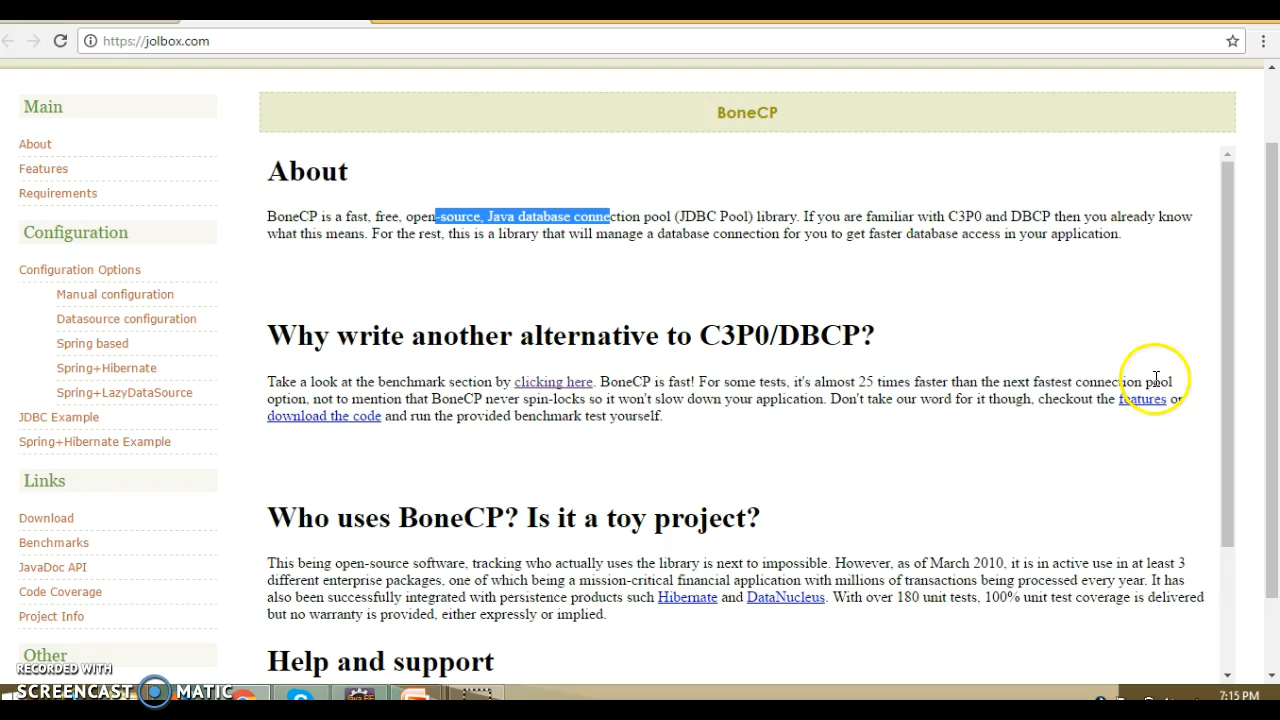 https://jolbox.com
Main
About
Features
Requirements
Configuration
Configuration Options
Manual configuration
Datasource configuration
Spring based
Spring+Hibernate
Spring+LazyDataSource
JDBC Example
Spring+Hibernate Example
Links
Download
Benchmarks
JavaDoc API
Code Coverage
Project Info
Other
BoneCP
About
BoneCP is a fast, free, open-source, Java database connection pool (JDBC Pool) library. If you are familiar with C3P0 and DBCP then you already know
what this means. For the rest, this is a library that will manage a database connection for you to get faster database access in your application.
Why write another alternative to C3P0/DBCP?
Take a look at the benchmark section by clicking here. BoneCP is fast! For some tests, it's almost 25 times faster than the next fastest connection pool
option, not to mention that BoneCP never spin-locks so it won't slow down your application. Don't take our word for it though, checkout the features or
download the code and run the provided benchmark test yourself.
Who uses BoneCP? Is it a toy project?
This being open-source software, tracking who actually uses the library is next to impossible. However, as of March 2010, it is in active use in at least 3
different enterprise packages, one of which being a mission-critical financial application with millions of transactions being processed every year. It has
also been successfully integrated with persistence products such Hibernate and DataNucleus. With over 180 unit tests, 100% unit test coverage is delivered
but no warranty is provided, either expressly or implied.
Help and support
RECORDED WITH
SCREENCAST MATIC
7:15 PM